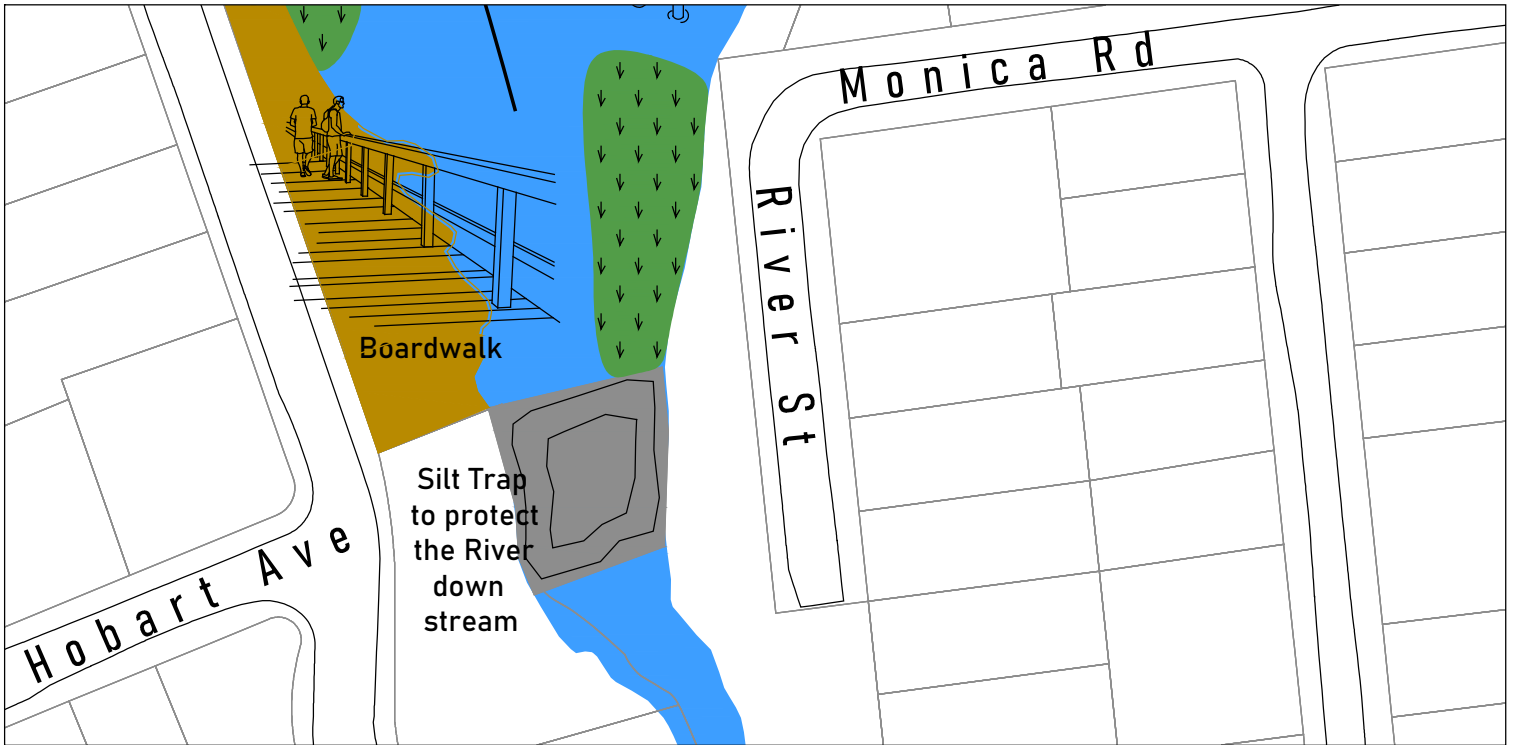 Monica Rd
River St
Boardwalk
Silt Trap
to protect
the River
down
stream
Hobart Ave